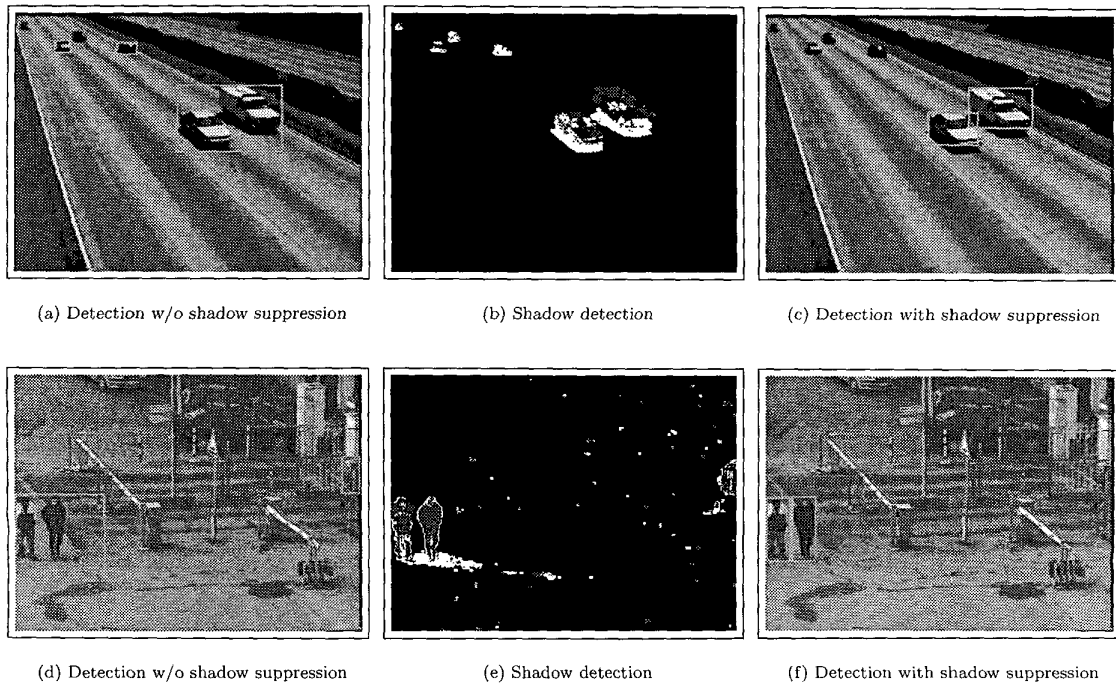 (a) Detection w/o shadow suppression
(b) Shadow detection
(c) Detection with shadow suppression
(d) Detection w/o shadow suppression
(e) Shadow detection
(f) Detection with shadow suppression